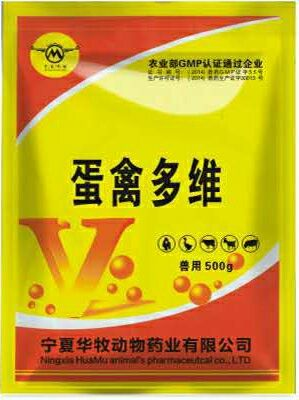 农业部GMP认证通过企业
蛋禽多维
V
兽用 500g
宁夏华牧动物药业有限公司
Ningxia HuaMu animal's pharmaceutcal co.,LTD